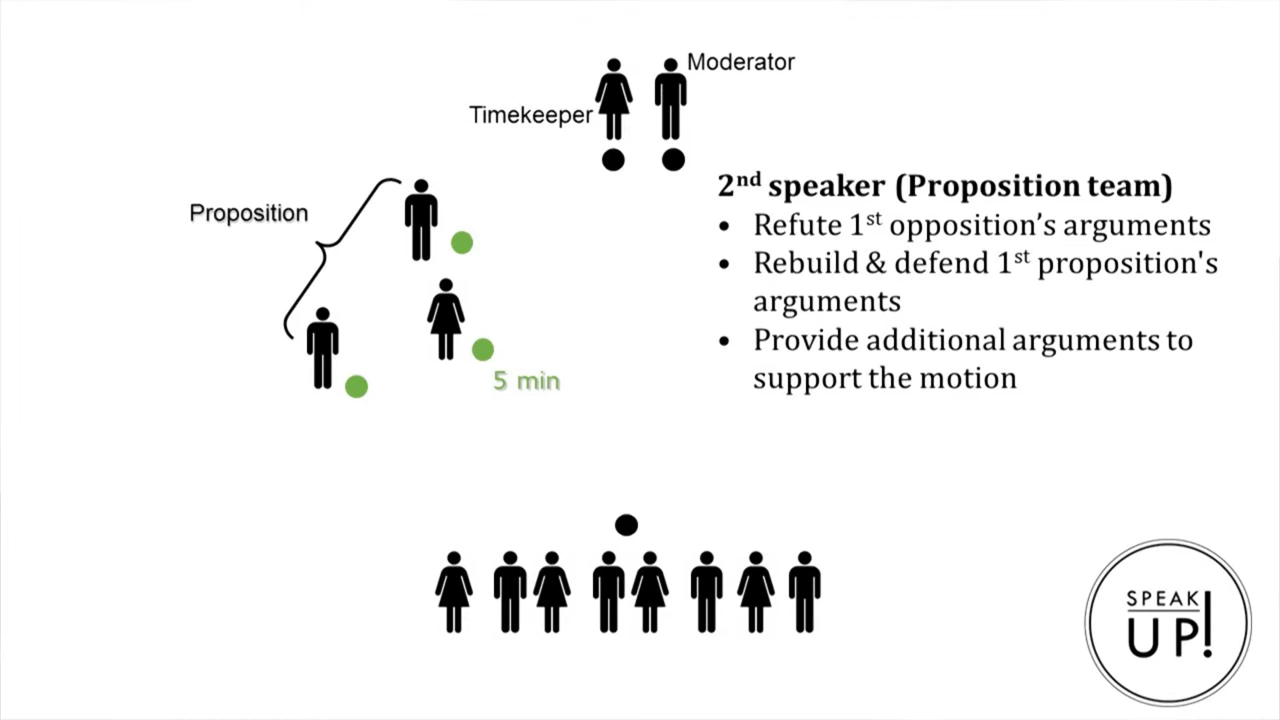 Moderator
Timekeeper
2nd speaker (Proposition team)
Proposition
• Refute 1st opposition’s arguments
• Rebuild & defend 1st proposition's
arguments
• Provide additional arguments to
support the motion
5 min
SPEAK
UP!